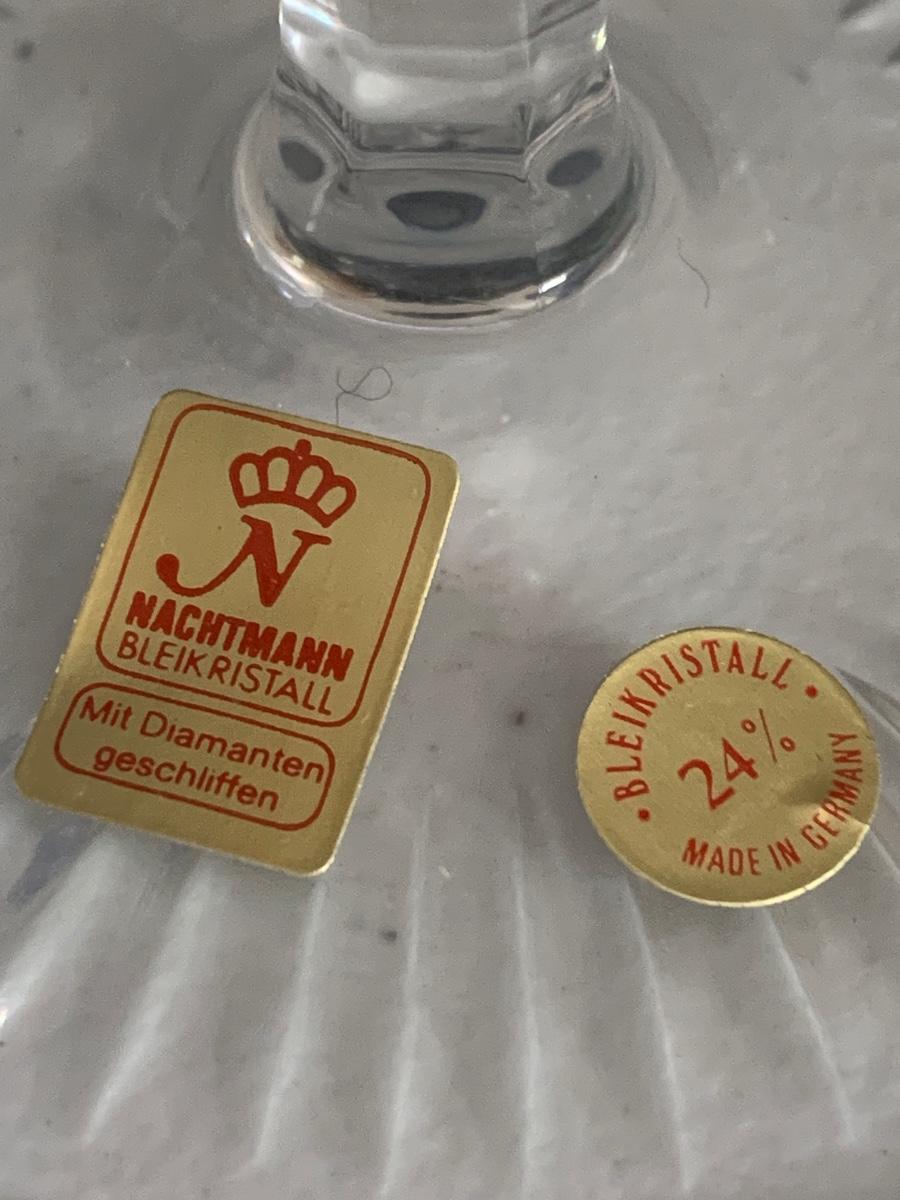 N
NACHTMANN
BLEIKRISTALL
Mit Diamanten
geschliffen
• BLEIKRISTALL •
24%
MADE IN GERMANY